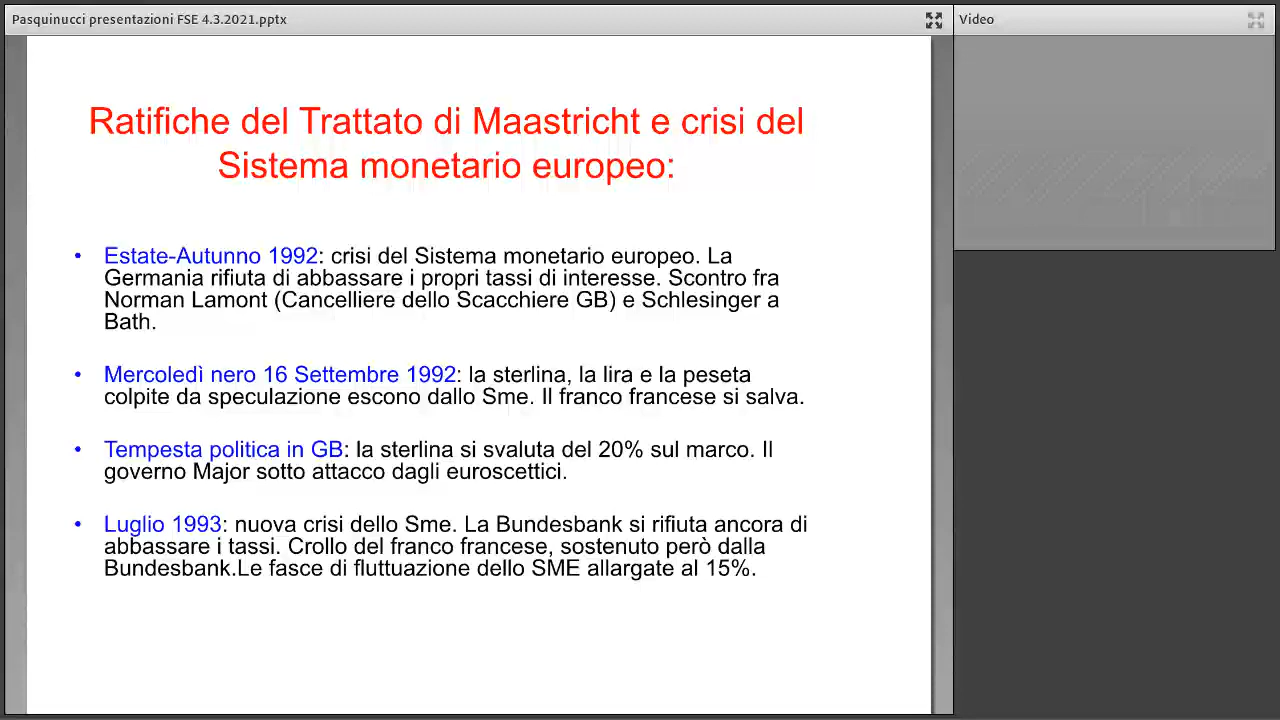 Pasquinucci presentazioni FSE 4.3.2021.pptx
Video
Ratifiche del Trattato di Maastricht e crisi del
Sistema monetario europeo:
• Estate-Autunno 1992: crisi del Sistema monetario europeo. La
Germania rifiuta di abbassare i propri tassi di interesse. Scontro fra
Norman Lamont (Cancelliere dello Scacchiere GB) e Schlesinger a
Bath.
• Mercoledì nero 16 Settembre 1992: la sterlina, la lira e la peseta
colpite da speculazione escono dallo Sme. Il franco francese si salva.
• Tempesta politica in GB: la sterlina si svaluta del 20% sul marco. Il
governo Major sotto attacco dagli euroscettici.
• Luglio 1993: nuova crisi dello Sme. La Bundesbank si rifiuta ancora di
abbassare i tassi. Crollo del franco francese, sostenuto però dalla
Bundesbank.Le fasce di fluttuazione dello SME allargate al 15%.